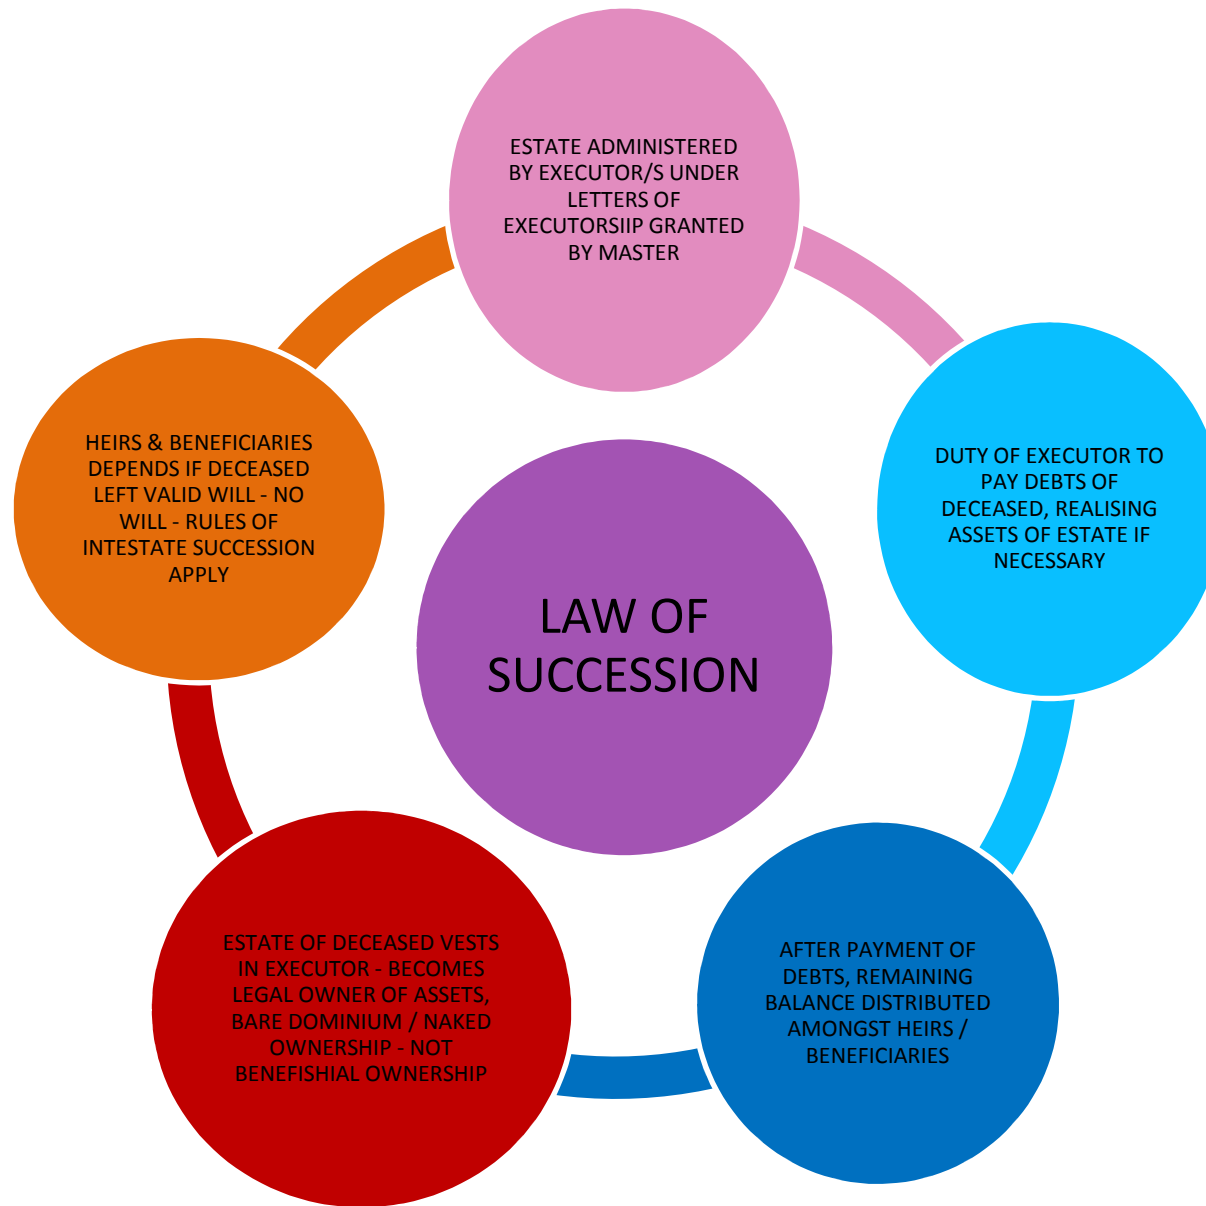 ESTATE ADMINISTERED
BY EXECUTOR/S UNDER
LETTERS OF
EXECUTORSIIP GRANTED
BY MASTER
DUTY OF EXECUTOR TO
PAY DEBTS OF
DECEASED, REALISING
ASSETS OF ESTATE IF
NECESSARY
AFTER PAYMENT OF
DEBTS, REMAINING
BALANCE DISTRIBUTED
AMONGST HEIRS /
BENEFICIARIES
ESTATE OF DECEASED VESTS
IN EXECUTOR - BECOMES
LEGAL OWNER OF ASSETS,
BARE DOMINIUM / NAKED
OWNERSHIP - NOT
BENEFISHIAL OWNERSHIP
HEIRS & BENEFICIARIES
DEPENDS IF DECEASED
LEFT VALID WILL - NO
WILL - RULES OF
INTESTATE SUCCESSION
APPLY
LAW OF
SUCCESSION